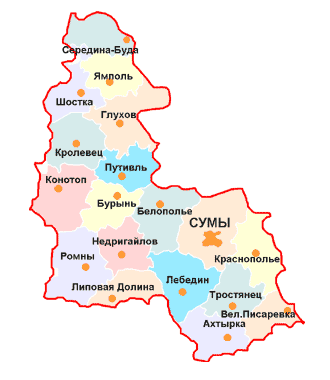 Середина-Буда
Ямполь
Шостка
Глухов
Кролевец
Путивль
Конотоп
Бурынь
Белополье
СУМЫ
Недригайлов
Ромны
Краснополье
Липовая Долина
Лебедин
Тростянец
Вел.Писаревка
Ахтырка